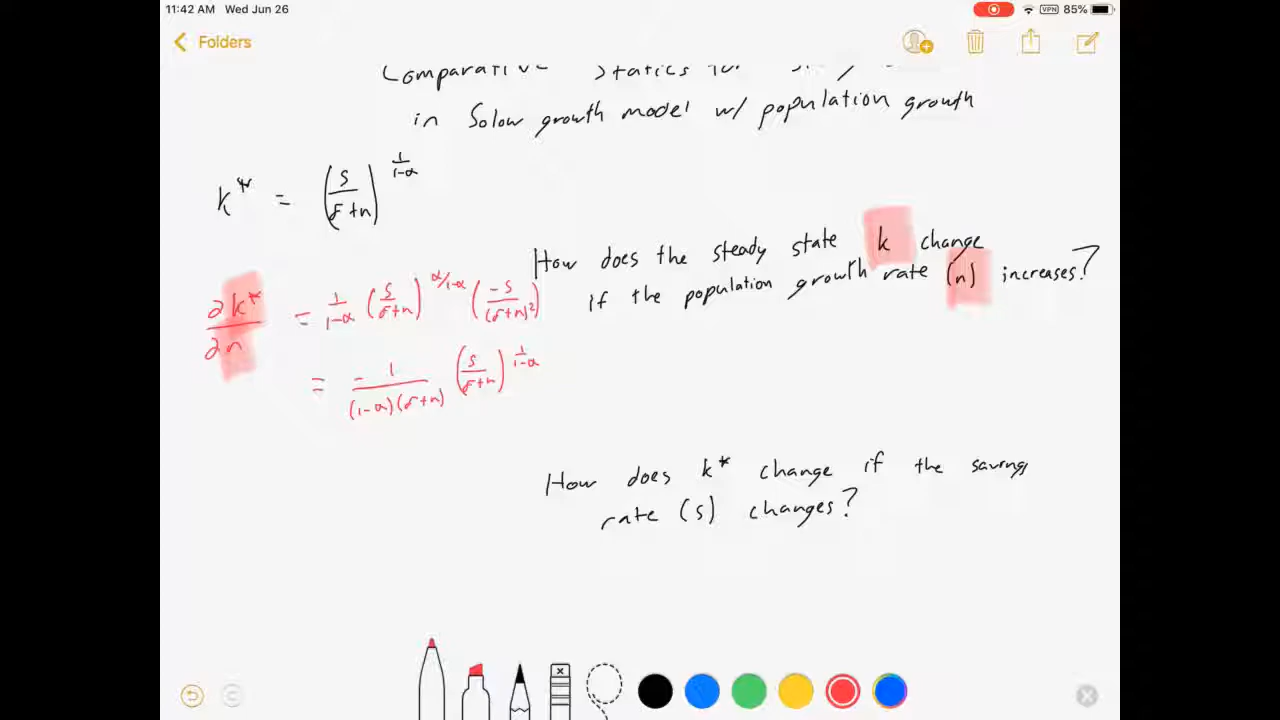 11:42 AM Wed Jun 26
VPN 85%
Folders
Comparative Statics for
in Solow growth model w/ population growth
k* = (s/(δ+n))^(1/(1-α))
How does the steady state k change
if the population growth rate (n) increases?
∂k*/∂n = 1/(1-α) (s/(δ+n))^(α/1-α) (-s/(δ+n)²)
= - 1/((1-α)(δ+n)) (s/(δ+n))^(1/(1-α))
How does k* change if the savings
rate (s) changes?